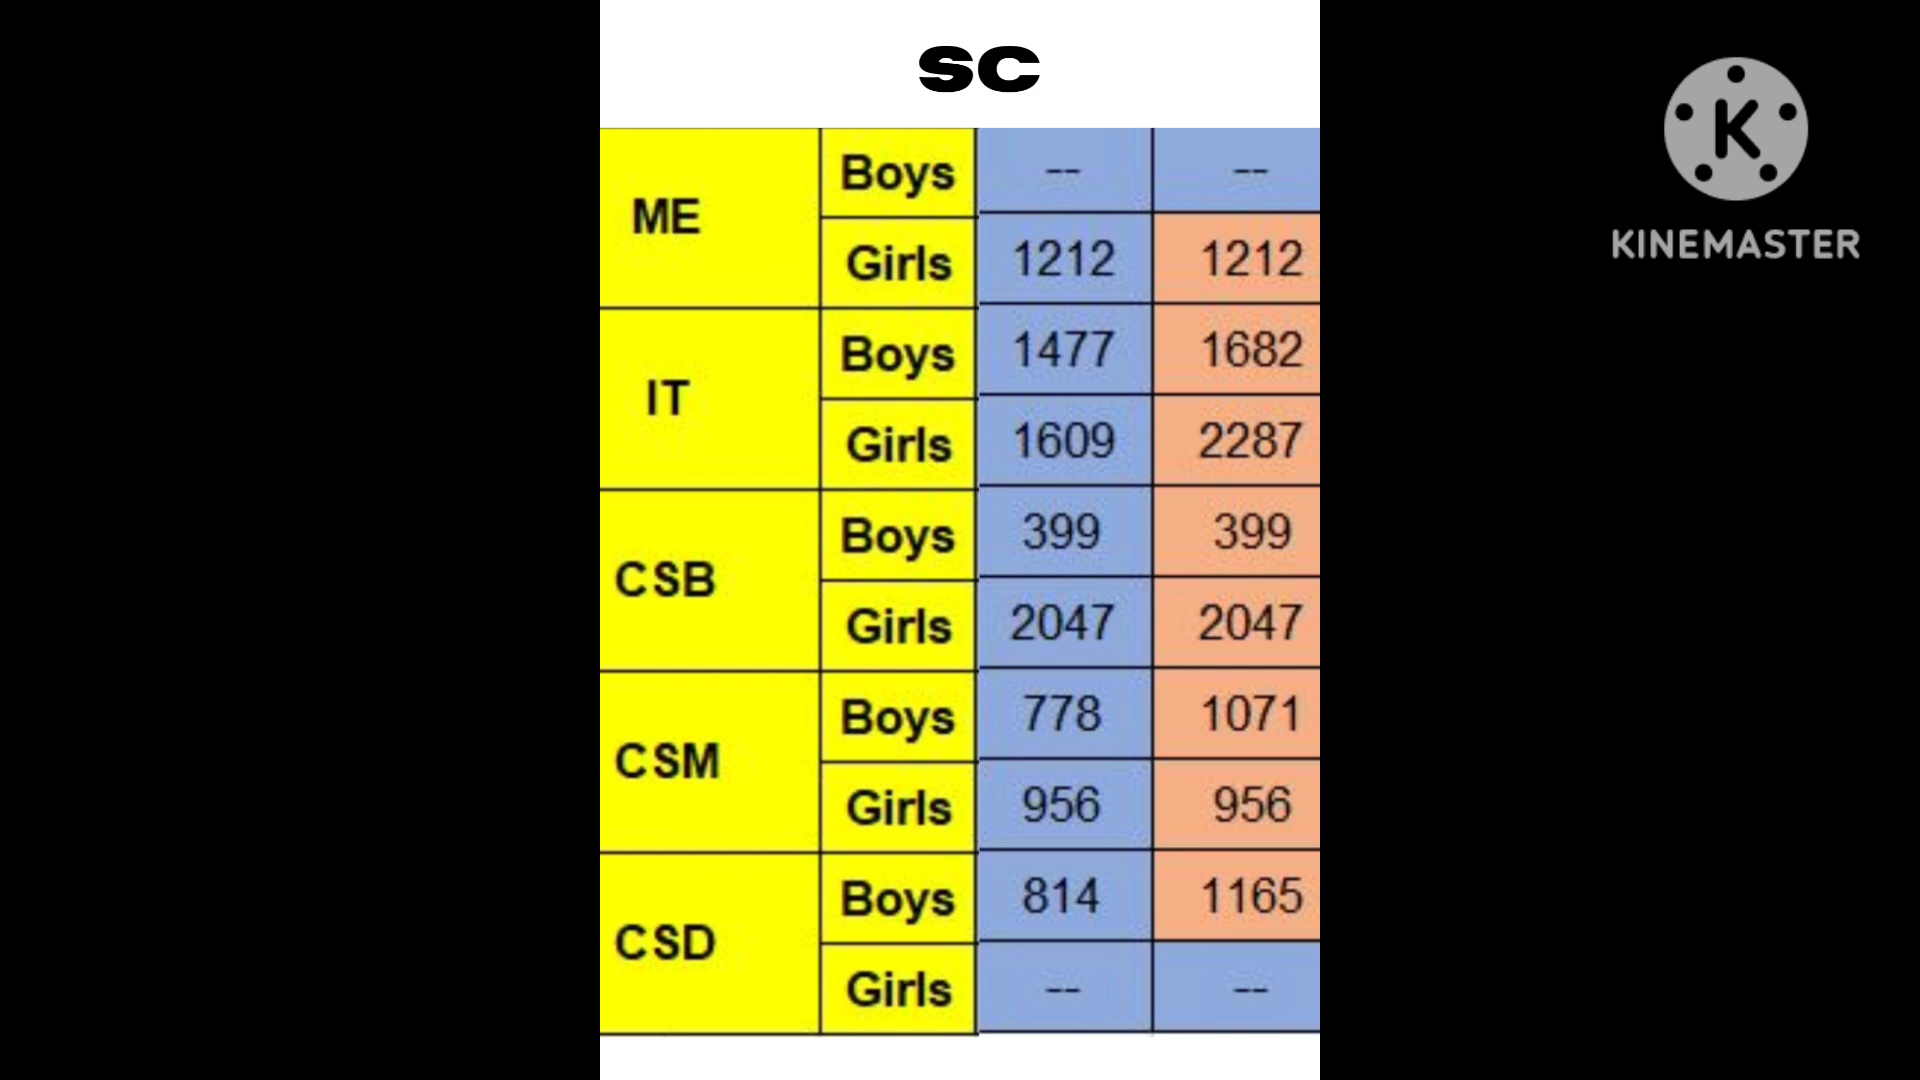 SC
ME Boys -- --
Girls 1212 1212
IT Boys 1477 1682
Girls 1609 2287
CSB Boys 399 399
Girls 2047 2047
CSM Boys 778 1071
Girls 956 956
CSD Boys 814 1165
Girls -- --
K
KINEMASTER